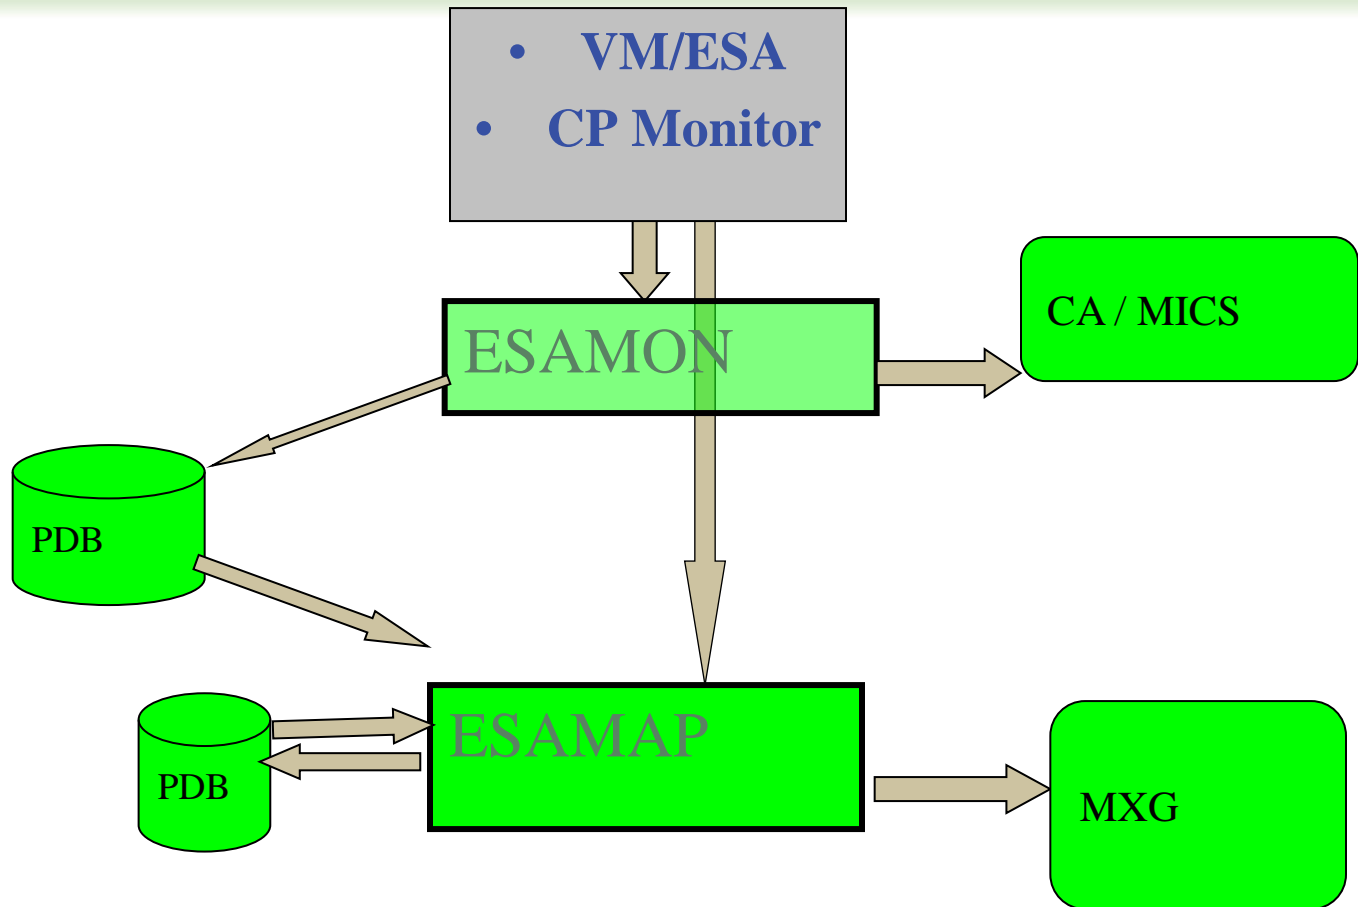 • VM/ESA
• CP Monitor
CA / MICS
ESAMON
PDB
ESAMAP
PDB
MXG